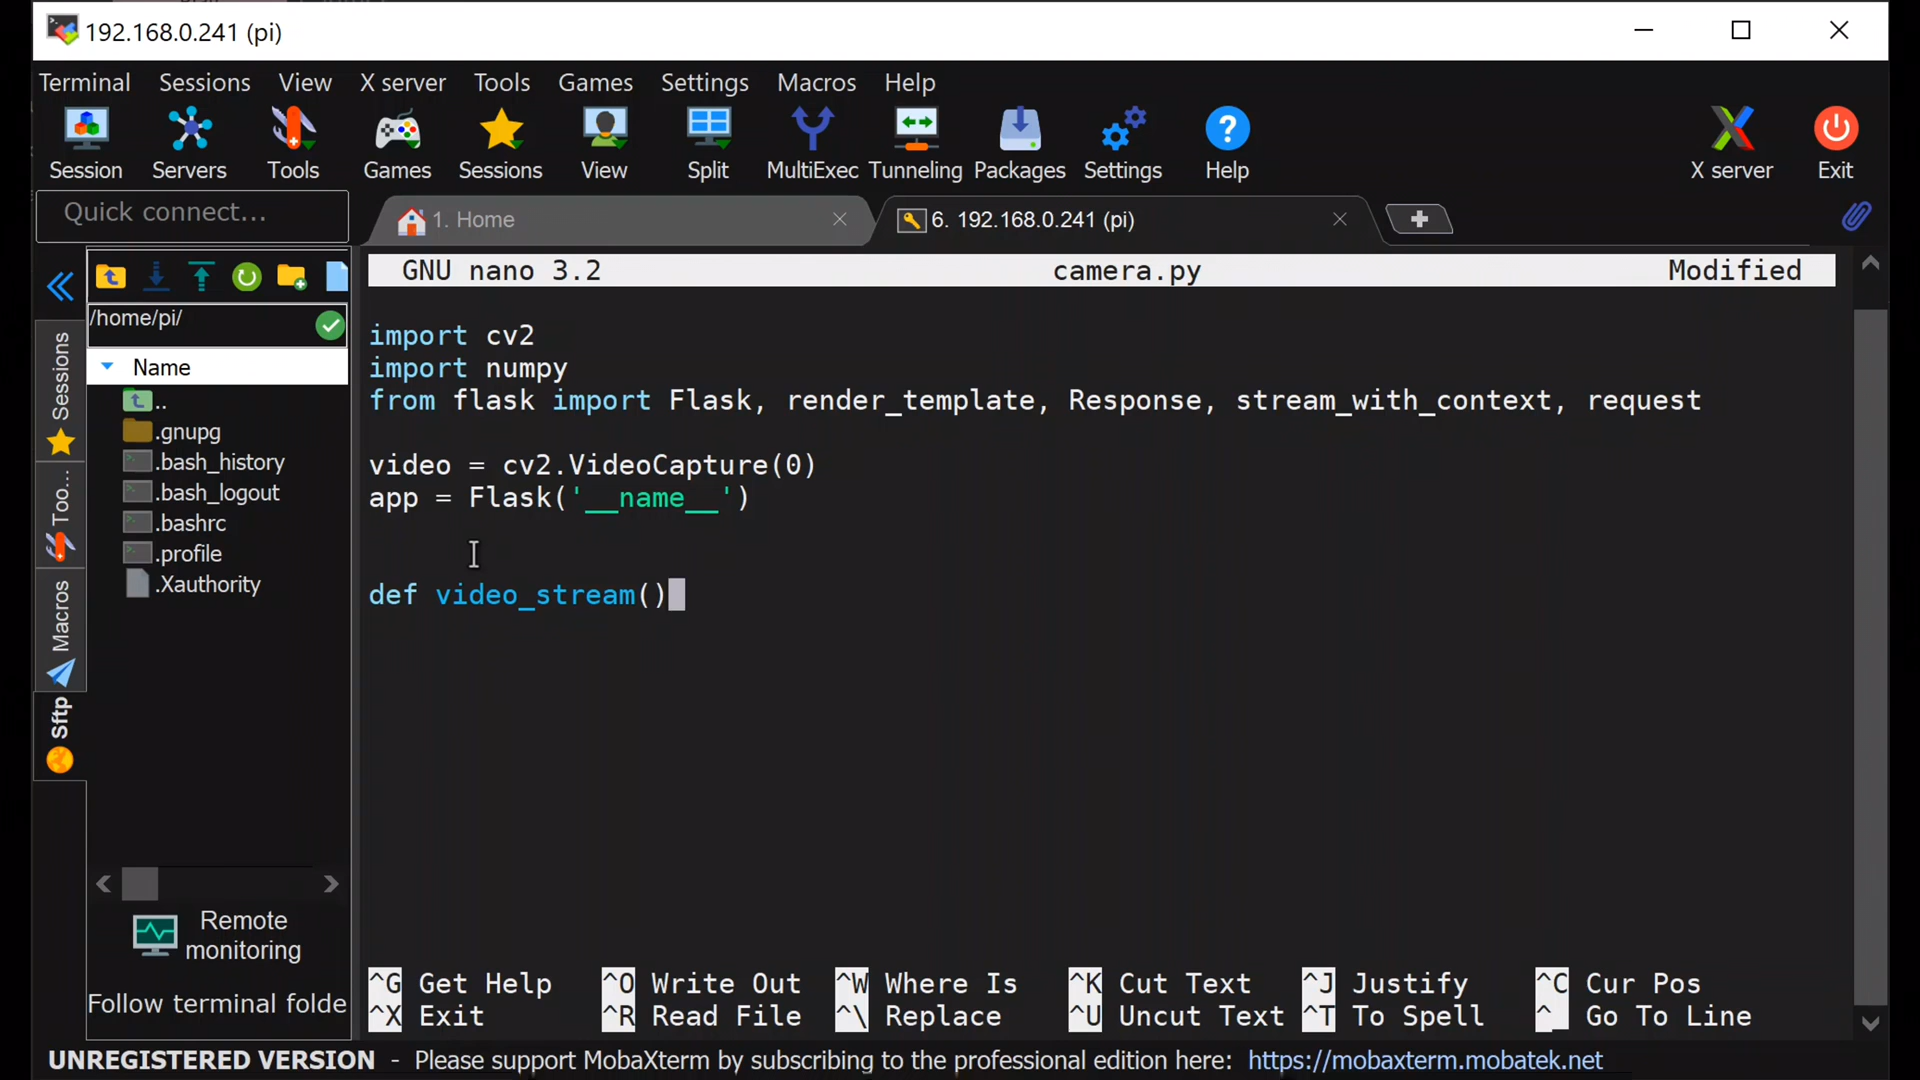 192.168.0.241 (pi)
Terminal Sessions View X server Tools Games Settings Macros Help
Session Servers Tools Games Sessions View Split MultiExec Tunneling Packages Settings Help X server Exit
Quick connect...
1. Home
6. 192.168.0.241 (pi)
/home/pi/
Name
..
.gnupg
.bash_history
.bash_logout
.bashrc
.profile
.Xauthority
Sessions
Too...
Macros
Sftp
Remote
monitoring
Follow terminal folde
GNU nano 3.2 camera.py Modified
import cv2
import numpy
from flask import Flask, render_template, Response, stream_with_context, request
video = cv2.VideoCapture(0)
app = Flask('__name__')
def video_stream()
^G Get Help ^O Write Out ^W Where Is ^K Cut Text ^J Justify ^C Cur Pos
^X Exit ^R Read File ^\ Replace ^U Uncut Text ^T To Spell ^_ Go To Line
UNREGISTERED VERSION - Please support MobaXterm by subscribing to the professional edition here: https://mobaxterm.mobatek.net